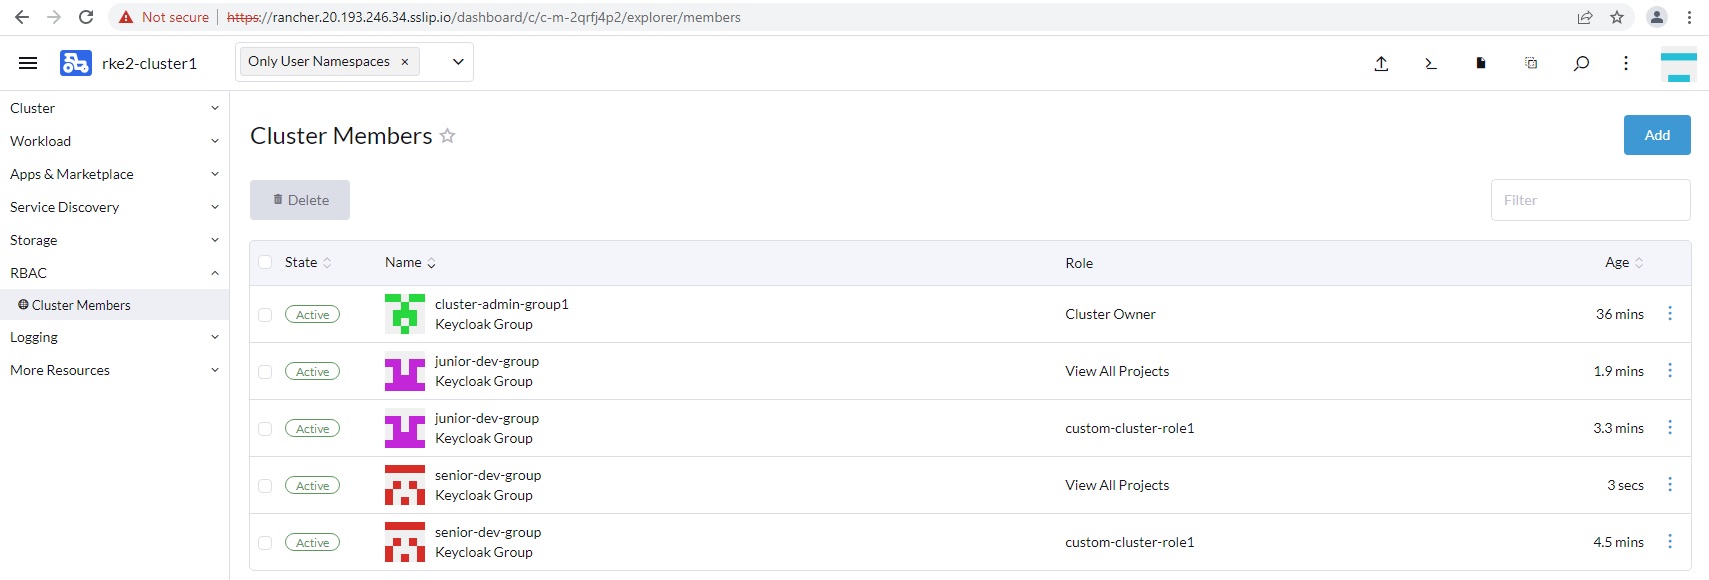 Not secure | https://rancher.20.193.246.34.sslip.io/dashboard/c/c-m-2qrfj4p2/explorer/members
rke2-cluster1
Only User Namespaces ×
Cluster
Workload
Apps & Marketplace
Service Discovery
Storage
RBAC
Cluster Members
Logging
More Resources
Cluster Members
Add
Delete
Filter
State Name Role Age
Active cluster-admin-group1 Cluster Owner 36 mins
Keycloak Group
Active junior-dev-group View All Projects 1.9 mins
Keycloak Group
Active junior-dev-group custom-cluster-role1 3.3 mins
Keycloak Group
Active senior-dev-group View All Projects 3 secs
Keycloak Group
Active senior-dev-group custom-cluster-role1 4.5 mins
Keycloak Group